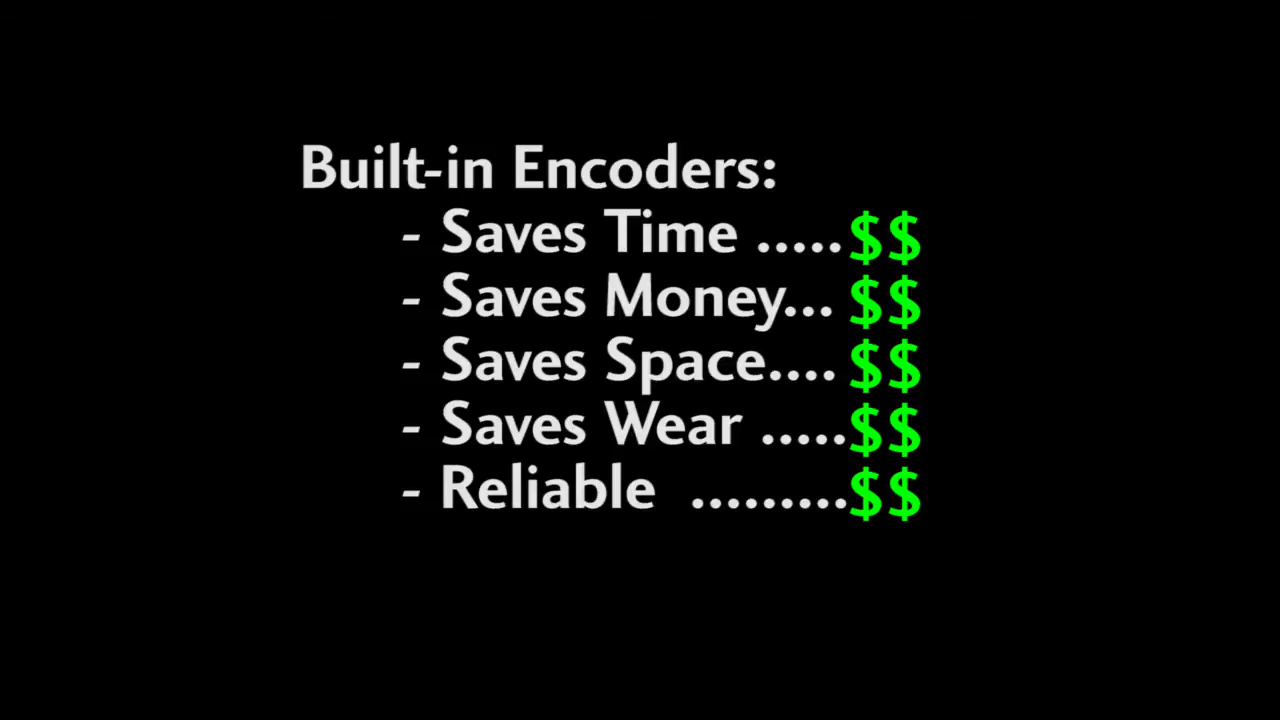 Built-in Encoders:
- Saves Time .....$$
- Saves Money... $$
- Saves Space.... $$
- Saves Wear .....$$
- Reliable .........$$